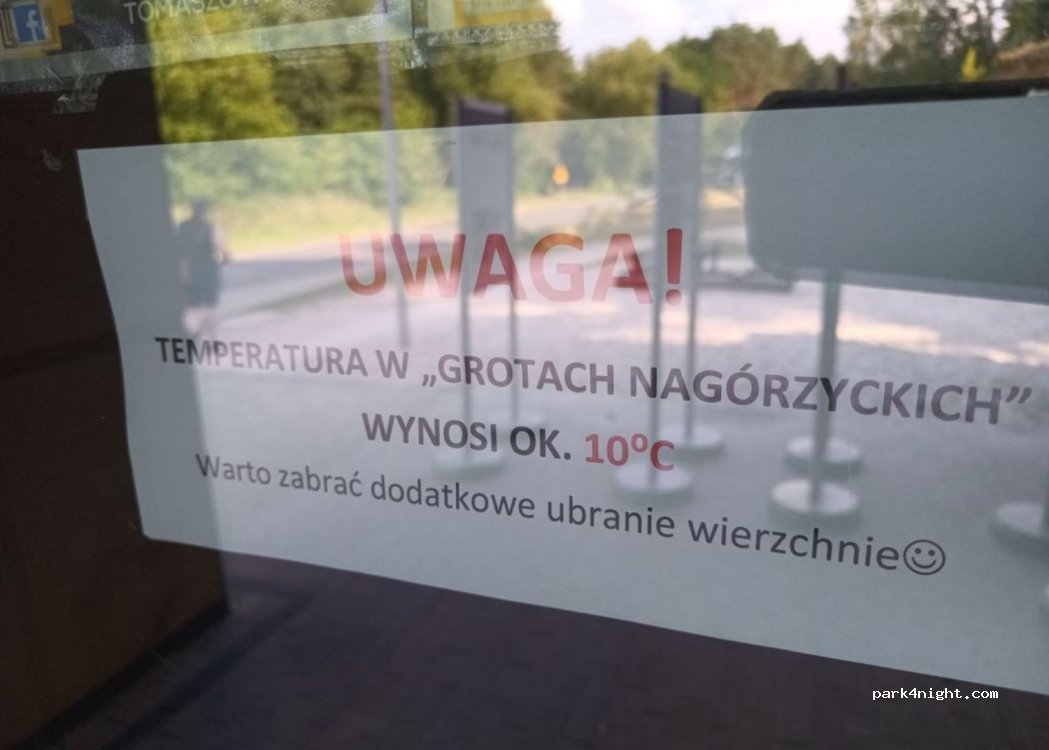 UWAGA!
TEMPERATURA W „GROTACH NAGÓRZYCKICH”
WYNOSI OK. 10°C
Warto zabrać dodatkowe ubranie wierzchnie☺
park4night.com